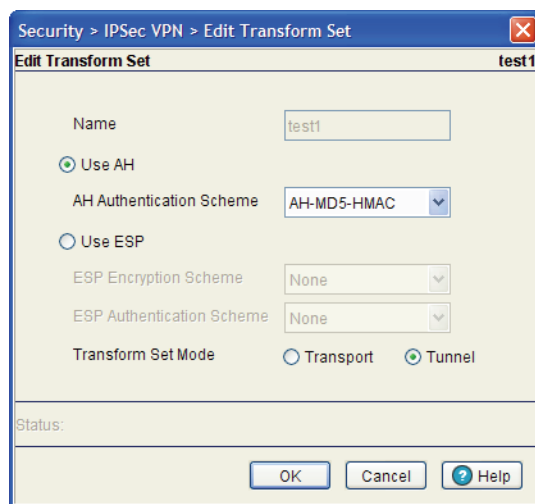 Security > IPSec VPN > Edit Transform Set
Edit Transform Set test1
Name test1
Use AH
AH Authentication Scheme AH-MD5-HMAC
Use ESP
ESP Encryption Scheme None
ESP Authentication Scheme None
Transform Set Mode Transport Tunnel
Status:
OK Cancel ? Help